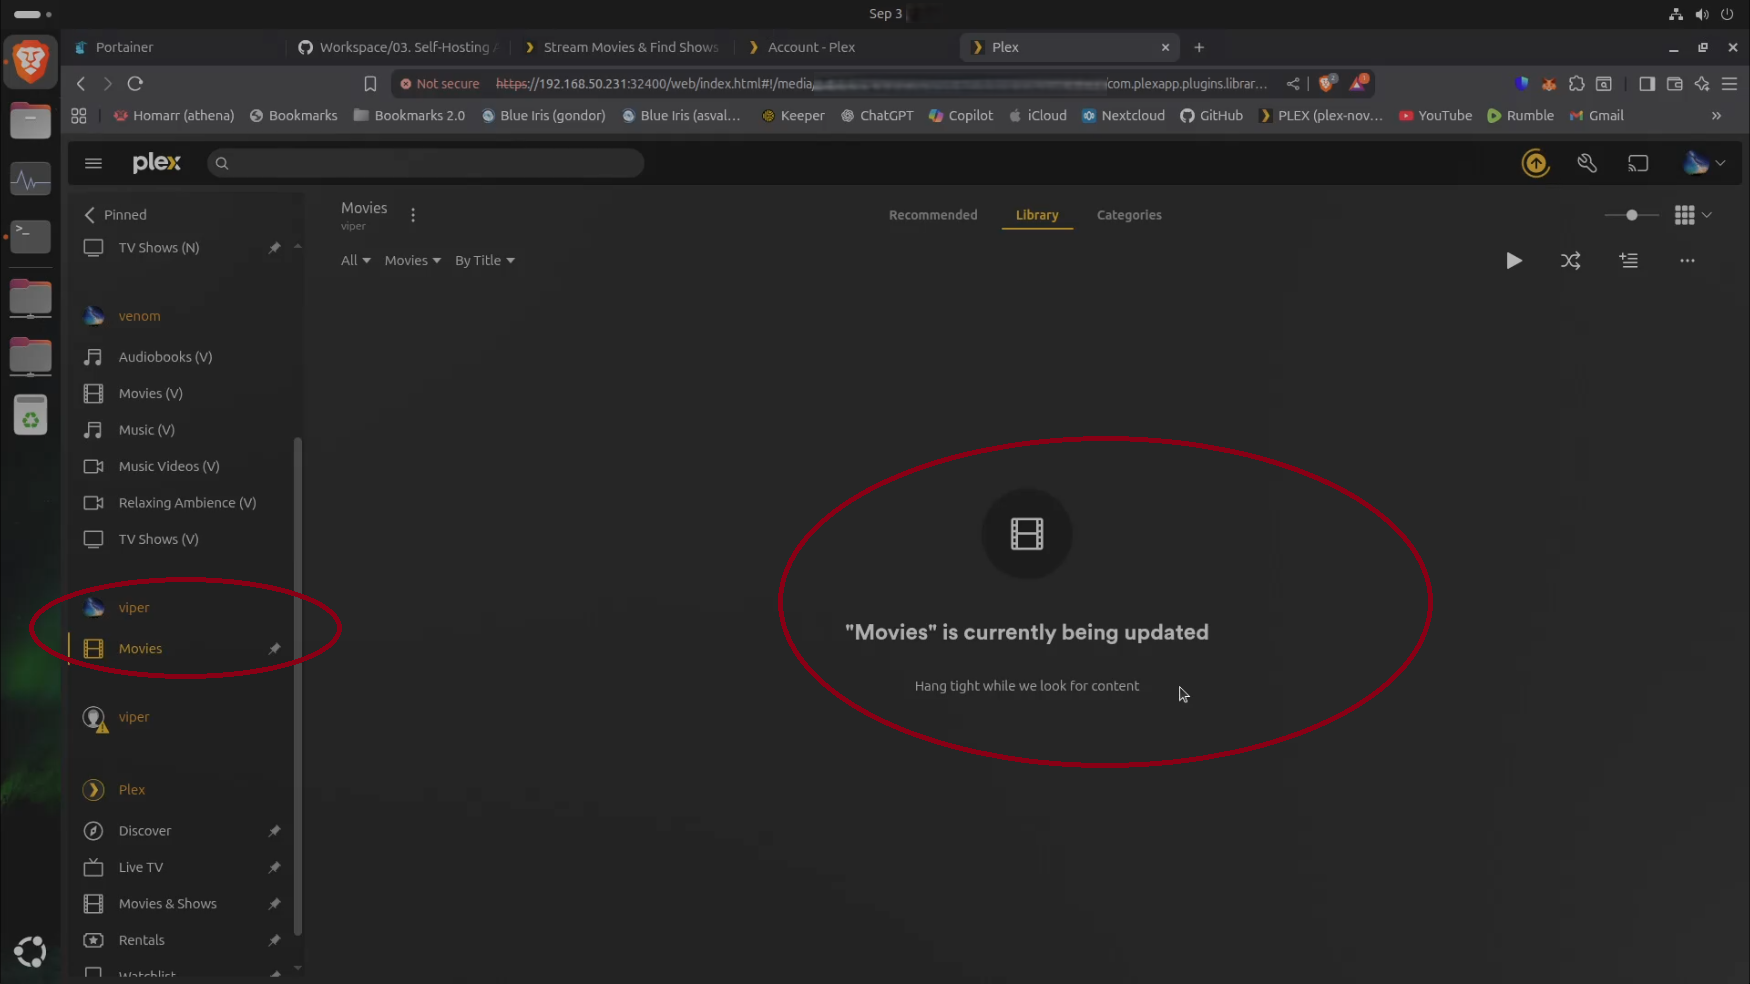 Sep 3
Portainer
Workspace/03. Self-Hosting A
Stream Movies & Find Shows
Account - Plex
Plex
Not secure
https://192.168.50.231:32400/web/index.html#!/media/
/com.plexapp.plugins.librar...
2
1
Homarr (athena)
Bookmarks
Bookmarks 2.0
Blue Iris (gondor)
Blue Iris (asval...
Keeper
ChatGPT
Copilot
iCloud
Nextcloud
GitHub
PLEX (plex-nov...
YouTube
Rumble
Gmail
plex
Pinned
Movies
viper
Recommended
Library
Categories
All
Movies
By Title
TV Shows (N)
venom
Audiobooks (V)
Movies (V)
Music (V)
Music Videos (V)
Relaxing Ambience (V)
TV Shows (V)
viper
Movies
viper
Plex
Discover
Live TV
Movies & Shows
Rentals
Watchlist
"Movies" is currently being updated
Hang tight while we look for content